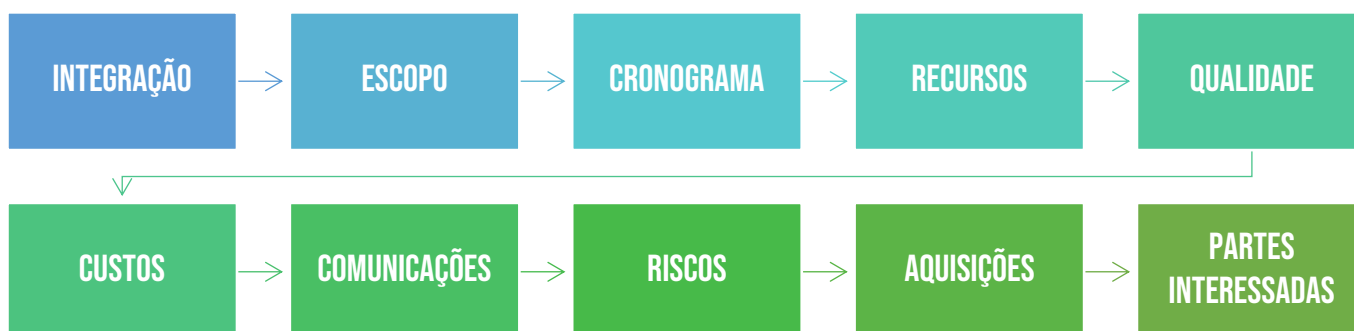 INTEGRAÇÃO
ESCOPO
CRONOGRAMA
RECURSOS
QUALIDADE
CUSTOS
COMUNICAÇÕES
RISCOS
AQUISIÇÕES
PARTES
INTERESSADAS